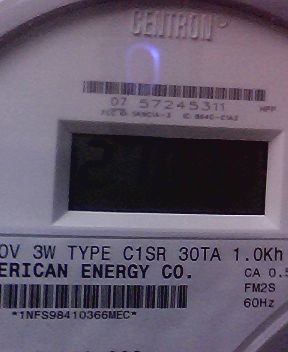 CENTRON
07 57245311
0V 3W TYPE C1SR 30TA 1.0Kh
ERICAN ENERGY CO.
CA 0.5
FM2S
60Hz
*1NFS98410366MEC*